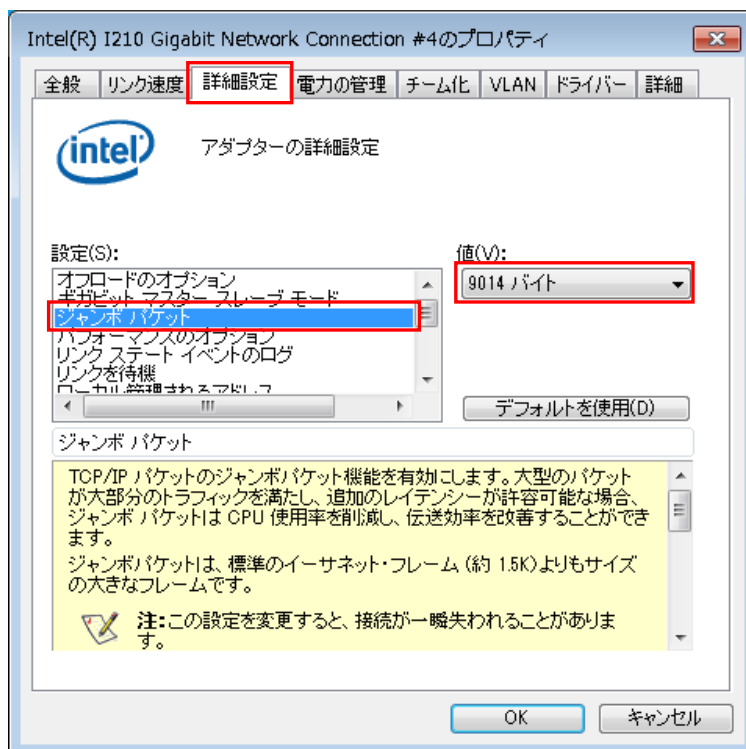 Intel(R) I210 Gigabit Network Connection #4のプロパティ
全般 リンク速度 詳細設定 電力の管理 チーム化 VLAN ドライバー 詳細
intel
アダプターの詳細設定
設定(S):
値(V):
オフロードのオプション
ギガビット マスター スレーブ モード
ジャンボ パケット
パフォーマンスのオプション
リンク ステート イベントのログ
リンクを待機
ローカル管理されるアドレス
9014 バイト
デフォルトを使用(D)
ジャンボ パケット
TCP/IP パケットのジャンボパケット機能を有効にします。大型のパケット
が大部分のトラフィックを満たし、追加のレイテンシーが許容可能な場合、
ジャンボ パケットは CPU 使用率を削減し、伝送効率を改善することができ
ます。
ジャンボパケットは、標準のイーサネット・フレーム (約 1.5K)よりもサイズ
の大きなフレームです。
注:この設定を変更すると、接続が一瞬失われることがありま
す。
OK キャンセル